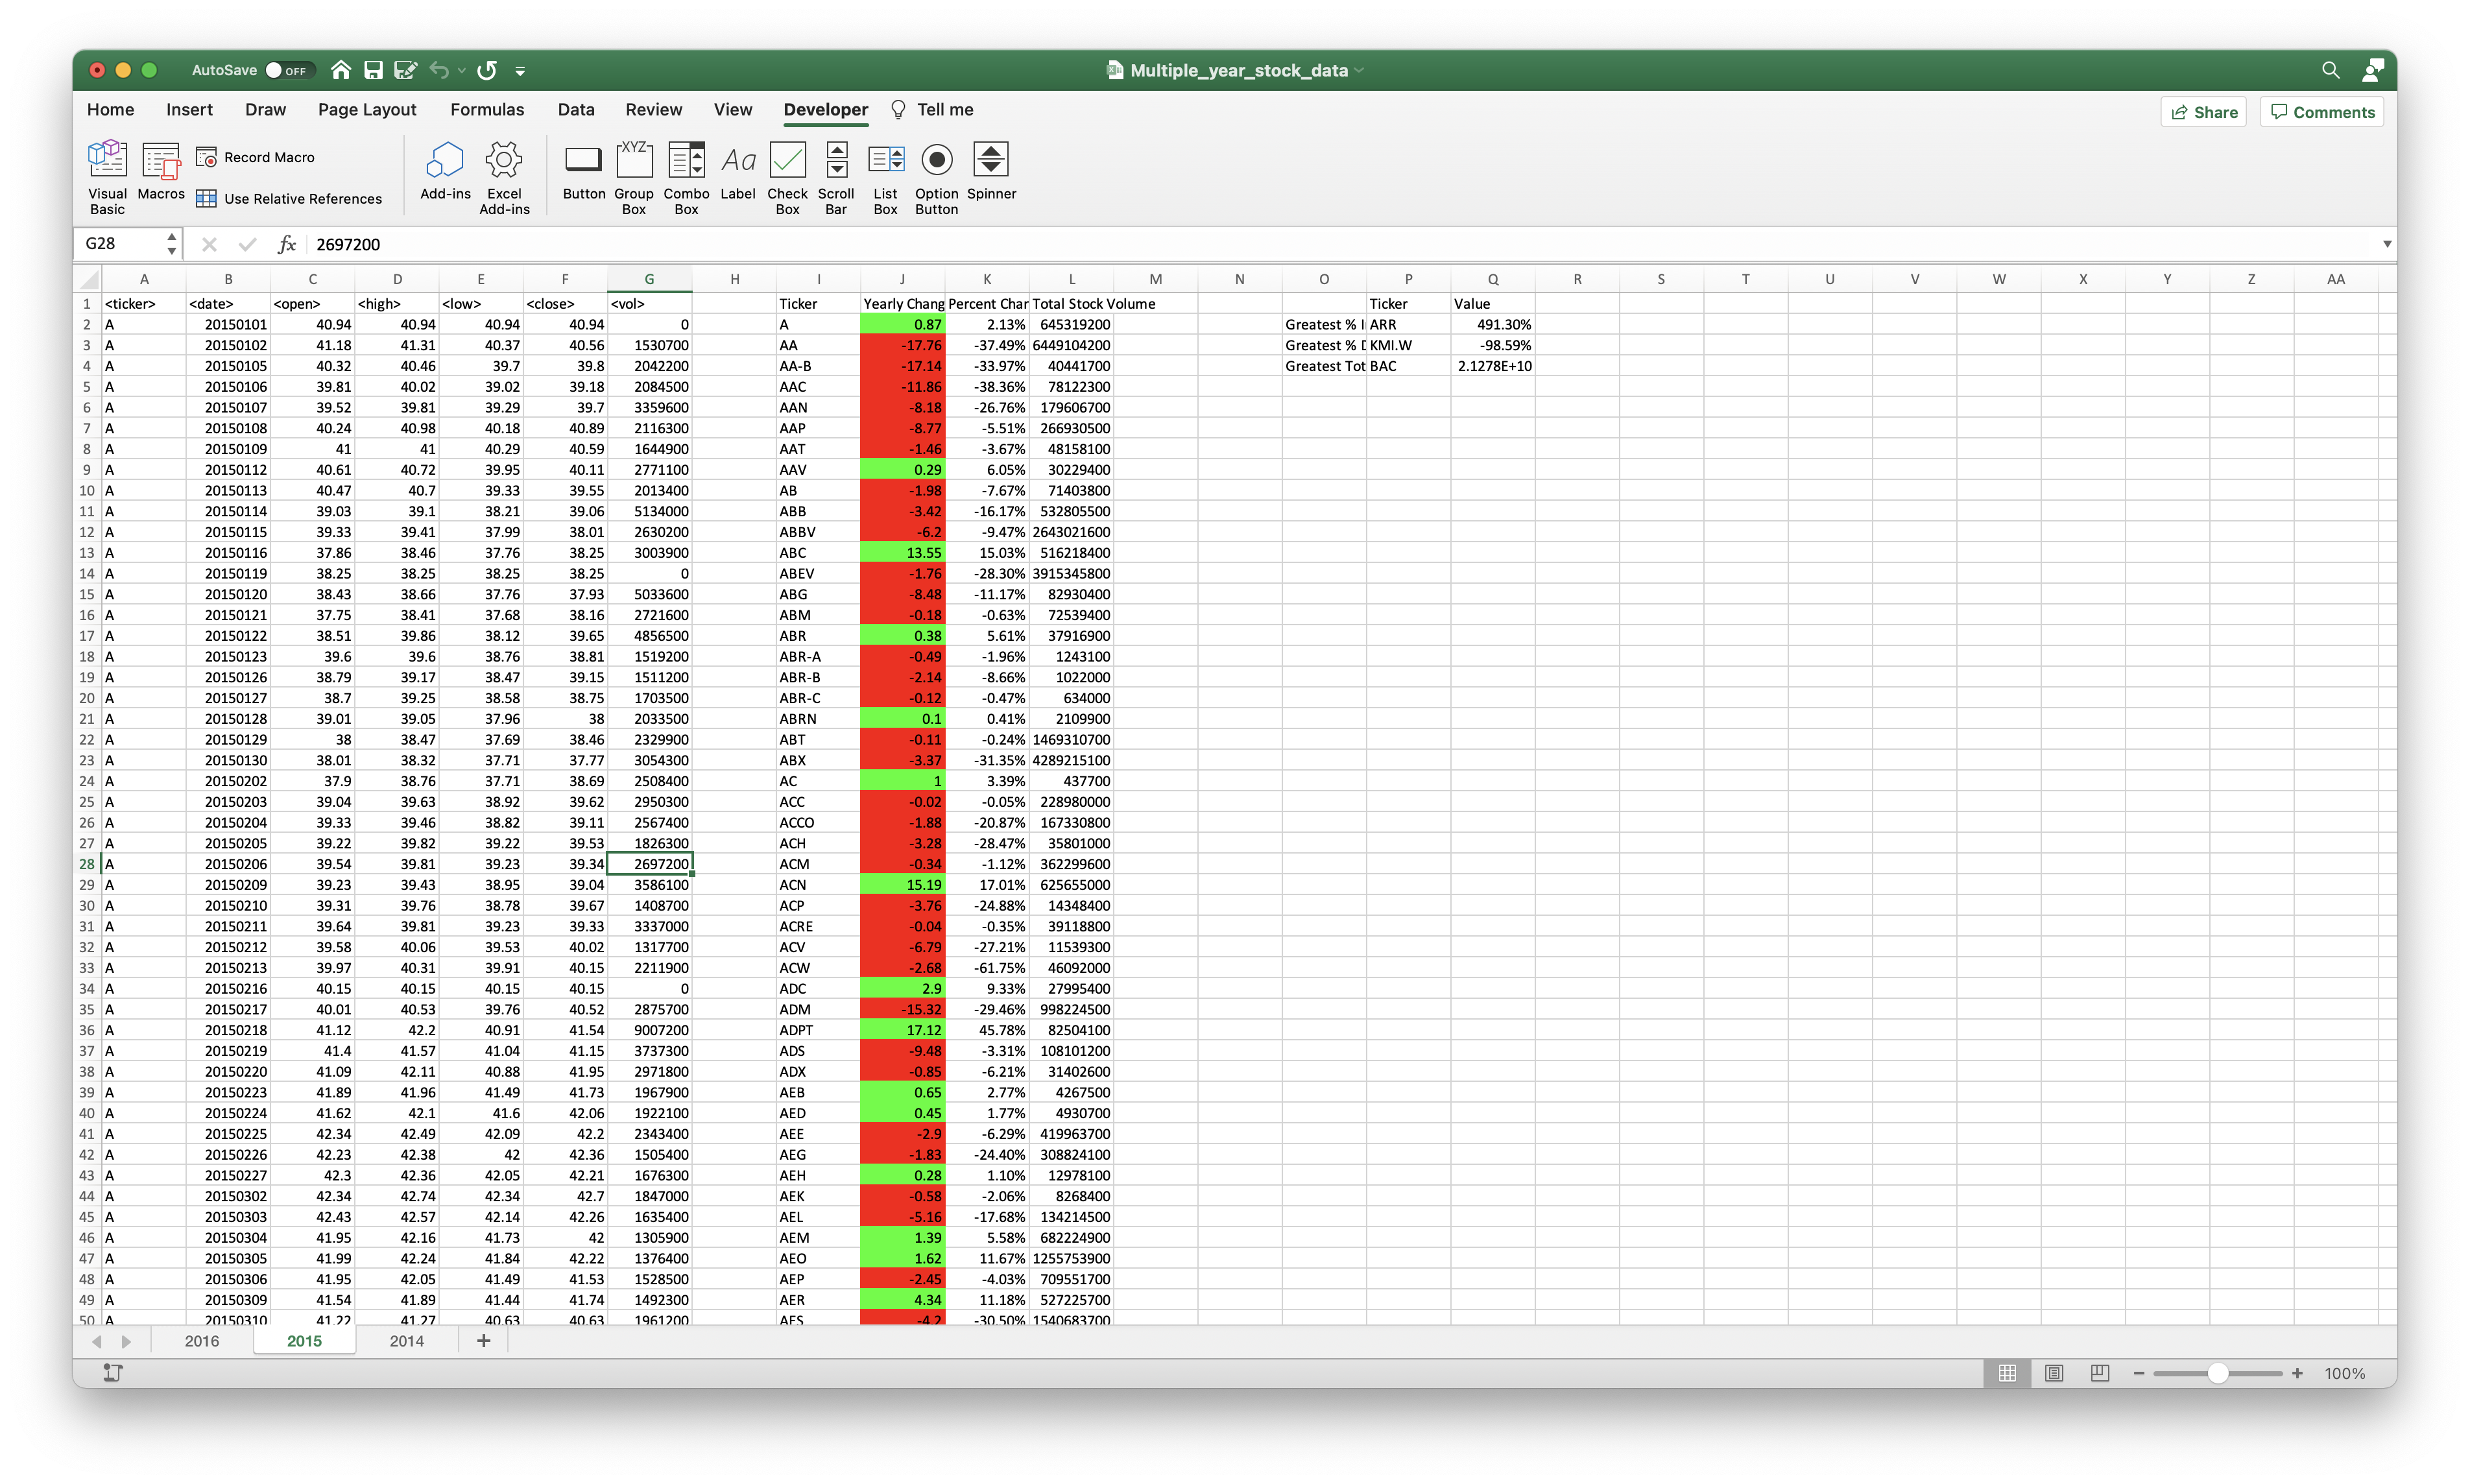 AutoSave OFF Multiple_year_stock_data
Home Insert Draw Page Layout Formulas Data Review View Developer Tell me Share Comments
Visual Basic Macros Record Macro Use Relative References Add-ins Excel Add-ins Button Group Box Combo Box Label Check Box Scroll Bar List Box Option Button Spinner
G28 fx 2697200
A B C D E F G H I J K L M N O P Q R S T U V W X Y Z AA
1 <ticker> <date> <open> <high> <low> <close> <vol> Ticker Yearly Chang Percent Char Total Stock Volume Ticker Value
2 A 20150101 40.94 40.94 40.94 40.94 0 A 0.87 2.13% 645319200 Greatest % I ARR 491.30%
3 A 20150102 41.18 41.31 40.37 40.56 1530700 AA -17.76 -37.49% 6449104200 Greatest % D KMI.W -98.59%
4 A 20150105 40.32 40.46 39.7 39.8 2042200 AA-B -17.14 -33.97% 40441700 Greatest Tot BAC 2.1278E+10
5 A 20150106 39.81 40.02 39.02 39.18 2084500 AAC -11.86 -38.36% 78122300
6 A 20150107 39.52 39.81 39.29 39.7 3359600 AAN -8.18 -26.76% 179606700
7 A 20150108 40.24 40.98 40.18 40.89 2116300 AAP -8.77 -5.51% 266930500
8 A 20150109 41 41 40.29 40.59 1644900 AAT -1.46 -3.67% 48158100
9 A 20150112 40.61 40.72 39.95 40.11 2771100 AAV 0.29 6.05% 30229400
10 A 20150113 40.47 40.7 39.33 39.55 2013400 AB -1.98 -7.67% 71403800
11 A 20150114 39.03 39.1 38.21 39.06 5134000 ABB -3.42 -16.17% 532805500
12 A 20150115 39.33 39.41 37.99 38.01 2630200 ABBV -6.2 -9.47% 2643021600
13 A 20150116 37.86 38.46 37.76 38.25 3003900 ABC 13.55 15.03% 516218400
14 A 20150119 38.25 38.25 38.25 38.25 0 ABEV -1.76 -28.30% 3915345800
15 A 20150120 38.43 38.66 37.76 37.93 5033600 ABG -8.48 -11.17% 82930400
16 A 20150121 37.75 38.41 37.68 38.16 2721600 ABM -0.18 -0.63% 72539400
17 A 20150122 38.51 39.86 38.12 39.65 4856500 ABR 0.38 5.61% 37916900
18 A 20150123 39.6 39.6 38.76 38.81 1519200 ABR-A -0.49 -1.96% 1243100
19 A 20150126 38.79 39.17 38.47 39.15 1511200 ABR-B -2.14 -8.66% 1022000
20 A 20150127 38.7 39.25 38.58 38.75 1703500 ABR-C -0.12 -0.47% 634000
21 A 20150128 39.01 39.05 37.96 38 2033500 ABRN 0.1 0.41% 2109900
22 A 20150129 38 38.47 37.69 38.46 2329900 ABT -0.11 -0.24% 1469310700
23 A 20150130 38.01 38.32 37.71 37.77 3054300 ABX -3.37 -31.35% 4289215100
24 A 20150202 37.9 38.76 37.71 38.69 2508400 AC 1 3.39% 437700
25 A 20150203 39.04 39.63 38.92 39.62 2950300 ACC -0.02 -0.05% 228980000
26 A 20150204 39.33 39.46 38.82 39.11 2567400 ACCO -1.88 -20.87% 167330800
27 A 20150205 39.22 39.82 39.22 39.53 1826300 ACH -3.28 -28.47% 35801000
28 A 20150206 39.54 39.81 39.23 39.34 2697200 ACM -0.34 -1.12% 362299600
29 A 20150209 39.23 39.43 38.95 39.04 3586100 ACN 15.19 17.01% 625655000
30 A 20150210 39.31 39.76 38.78 39.67 1408700 ACP -3.76 -24.88% 14348400
31 A 20150211 39.64 39.81 39.23 39.33 3337000 ACRE -0.04 -0.35% 39118800
32 A 20150212 39.58 40.06 39.53 40.02 1317700 ACV -6.79 -27.21% 11539300
33 A 20150213 39.97 40.31 39.91 40.15 2211900 ACW -2.68 -61.75% 46092000
34 A 20150216 40.15 40.15 40.15 40.15 0 ADC 2.9 9.33% 27995400
35 A 20150217 40.01 40.53 39.76 40.52 2875700 ADM -15.32 -29.46% 998224500
36 A 20150218 41.12 42.2 40.91 41.54 9007200 ADPT 17.12 45.78% 82504100
37 A 20150219 41.4 41.57 41.04 41.15 3737300 ADS -9.48 -3.31% 108101200
38 A 20150220 41.09 42.11 40.88 41.95 2971800 ADX -0.85 -6.21% 31402600
39 A 20150223 41.89 41.96 41.49 41.73 1967900 AEB 0.65 2.77% 4267500
40 A 20150224 41.62 42.1 41.6 42.06 1922100 AED 0.45 1.77% 4930700
41 A 20150225 42.34 42.49 42.09 42.2 2343400 AEE -2.9 -6.29% 419963700
42 A 20150226 42.23 42.38 42 42.36 1505400 AEG -1.83 -24.40% 308824100
43 A 20150227 42.3 42.36 42.05 42.21 1676300 AEH 0.28 1.10% 12978100
44 A 20150302 42.34 42.74 42.34 42.7 1847000 AEK -0.58 -2.06% 8268400
45 A 20150303 42.43 42.57 42.14 42.26 1635400 AEL -5.16 -17.68% 134214500
46 A 20150304 41.95 42.16 41.73 42 1305900 AEM 1.39 5.58% 682224900
47 A 20150305 41.99 42.24 41.84 42.22 1376400 AEO 1.62 11.67% 1255753900
48 A 20150306 41.95 42.05 41.49 41.53 1528500 AEP -2.45 -4.03% 709551700
49 A 20150309 41.54 41.89 41.44 41.74 1492300 AER 4.34 11.18% 527225700
50 A 20150310 41.22 41.27 40.63 40.63 1961200 AES -4.2 -30.50% 1540683700
2016 2015 2014 +
100%